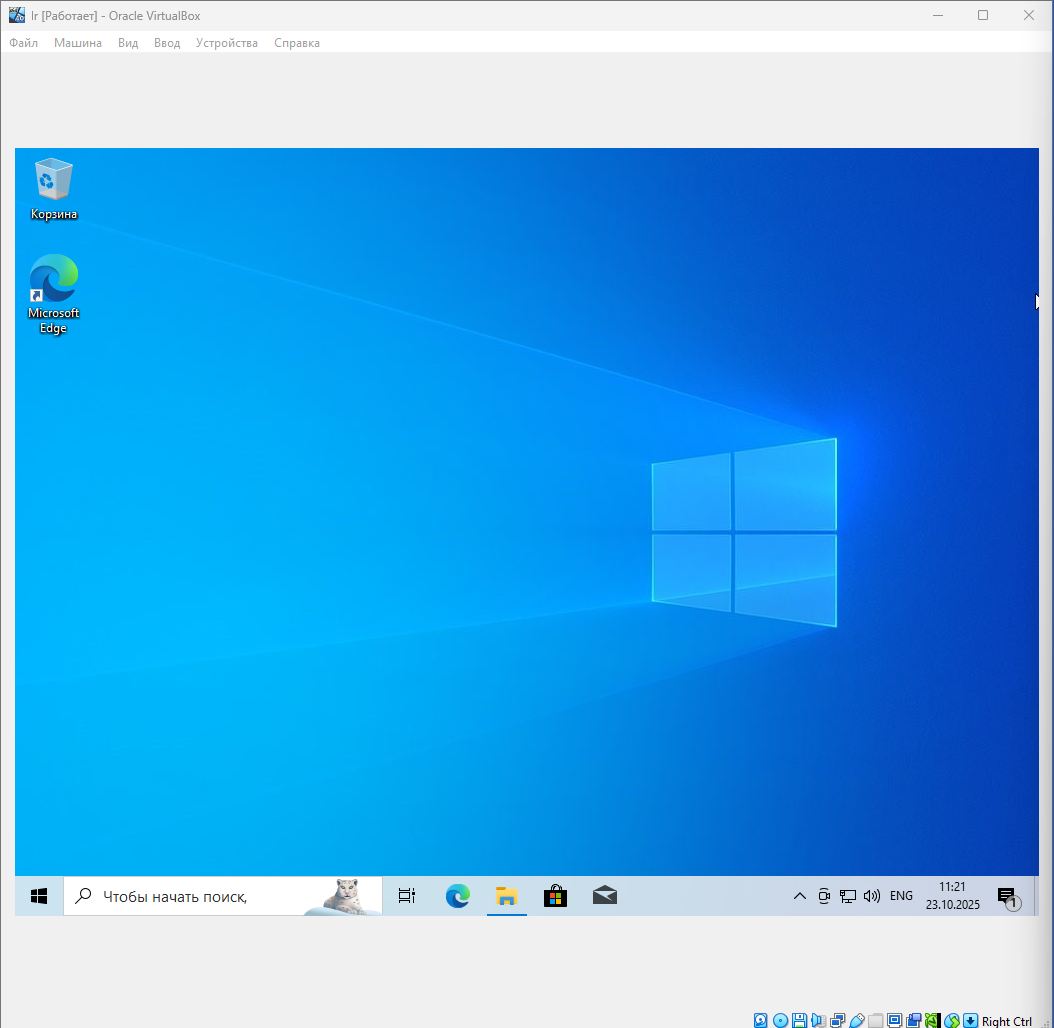 lr [Работает] - Oracle VirtualBox
Файл Машина Вид Ввод Устройства Справка
Корзина
Microsoft
Edge
Чтобы начать поиск,
ENG
11:21
23.10.2025
1
Right Ctrl